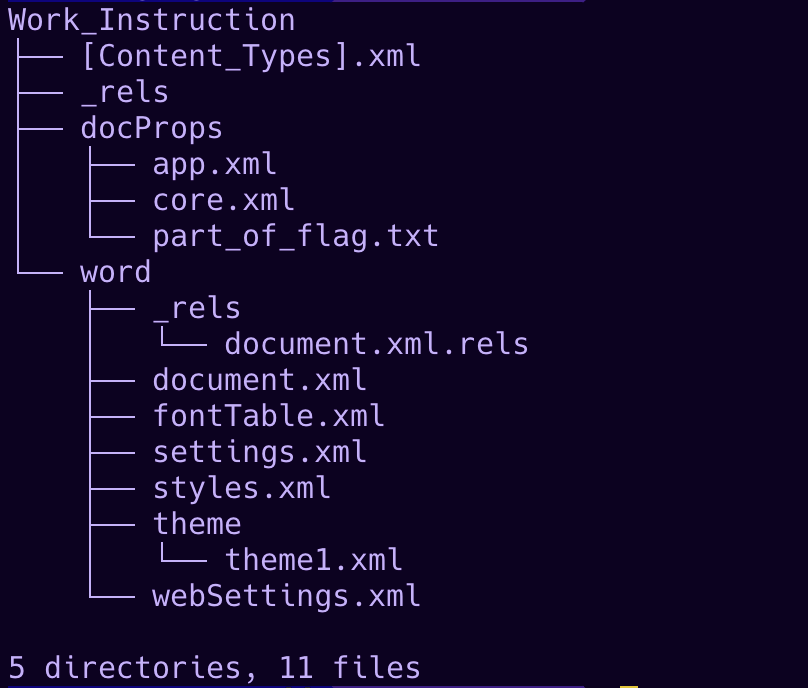 Work_Instruction
├── [Content_Types].xml
├── _rels
├── docProps
│   ├── app.xml
│   ├── core.xml
│   └── part_of_flag.txt
└── word
    ├── _rels
    │   └── document.xml.rels
    ├── document.xml
    ├── fontTable.xml
    ├── settings.xml
    ├── styles.xml
    ├── theme
    │   └── theme1.xml
    └── webSettings.xml

5 directories, 11 files